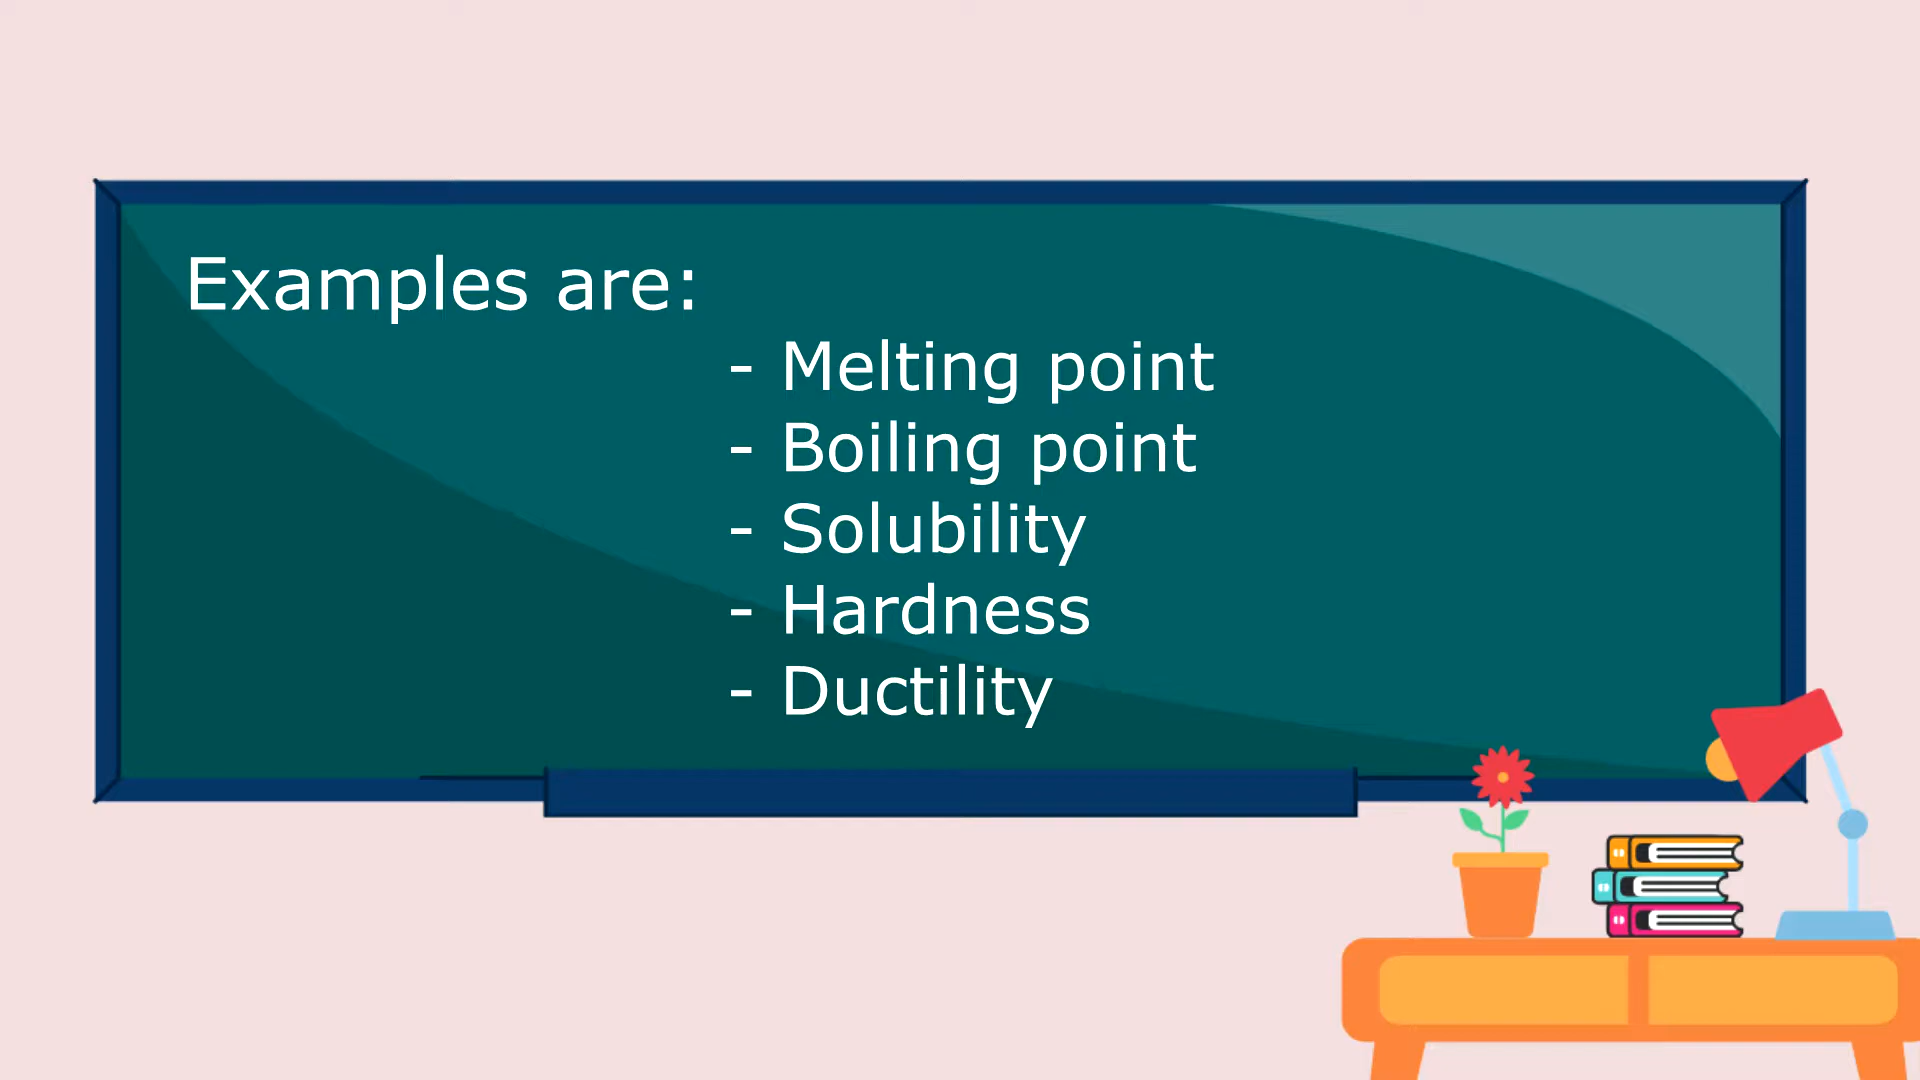 Examples are:
- Melting point
- Boiling point
- Solubility
- Hardness
- Ductility